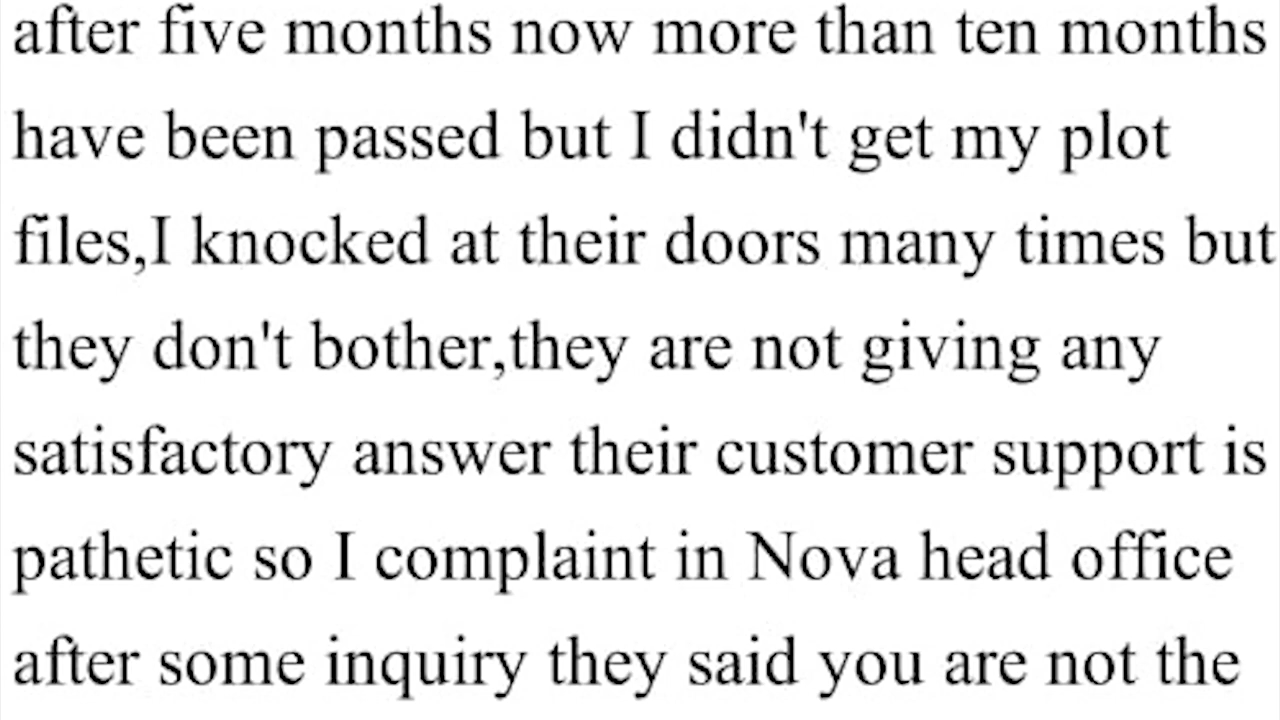 after five months now more than ten months
have been passed but I didn't get my plot
files,I knocked at their doors many times but
they don't bother,they are not giving any
satisfactory answer their customer support is
pathetic so I complaint in Nova head office
after some inquiry they said you are not the